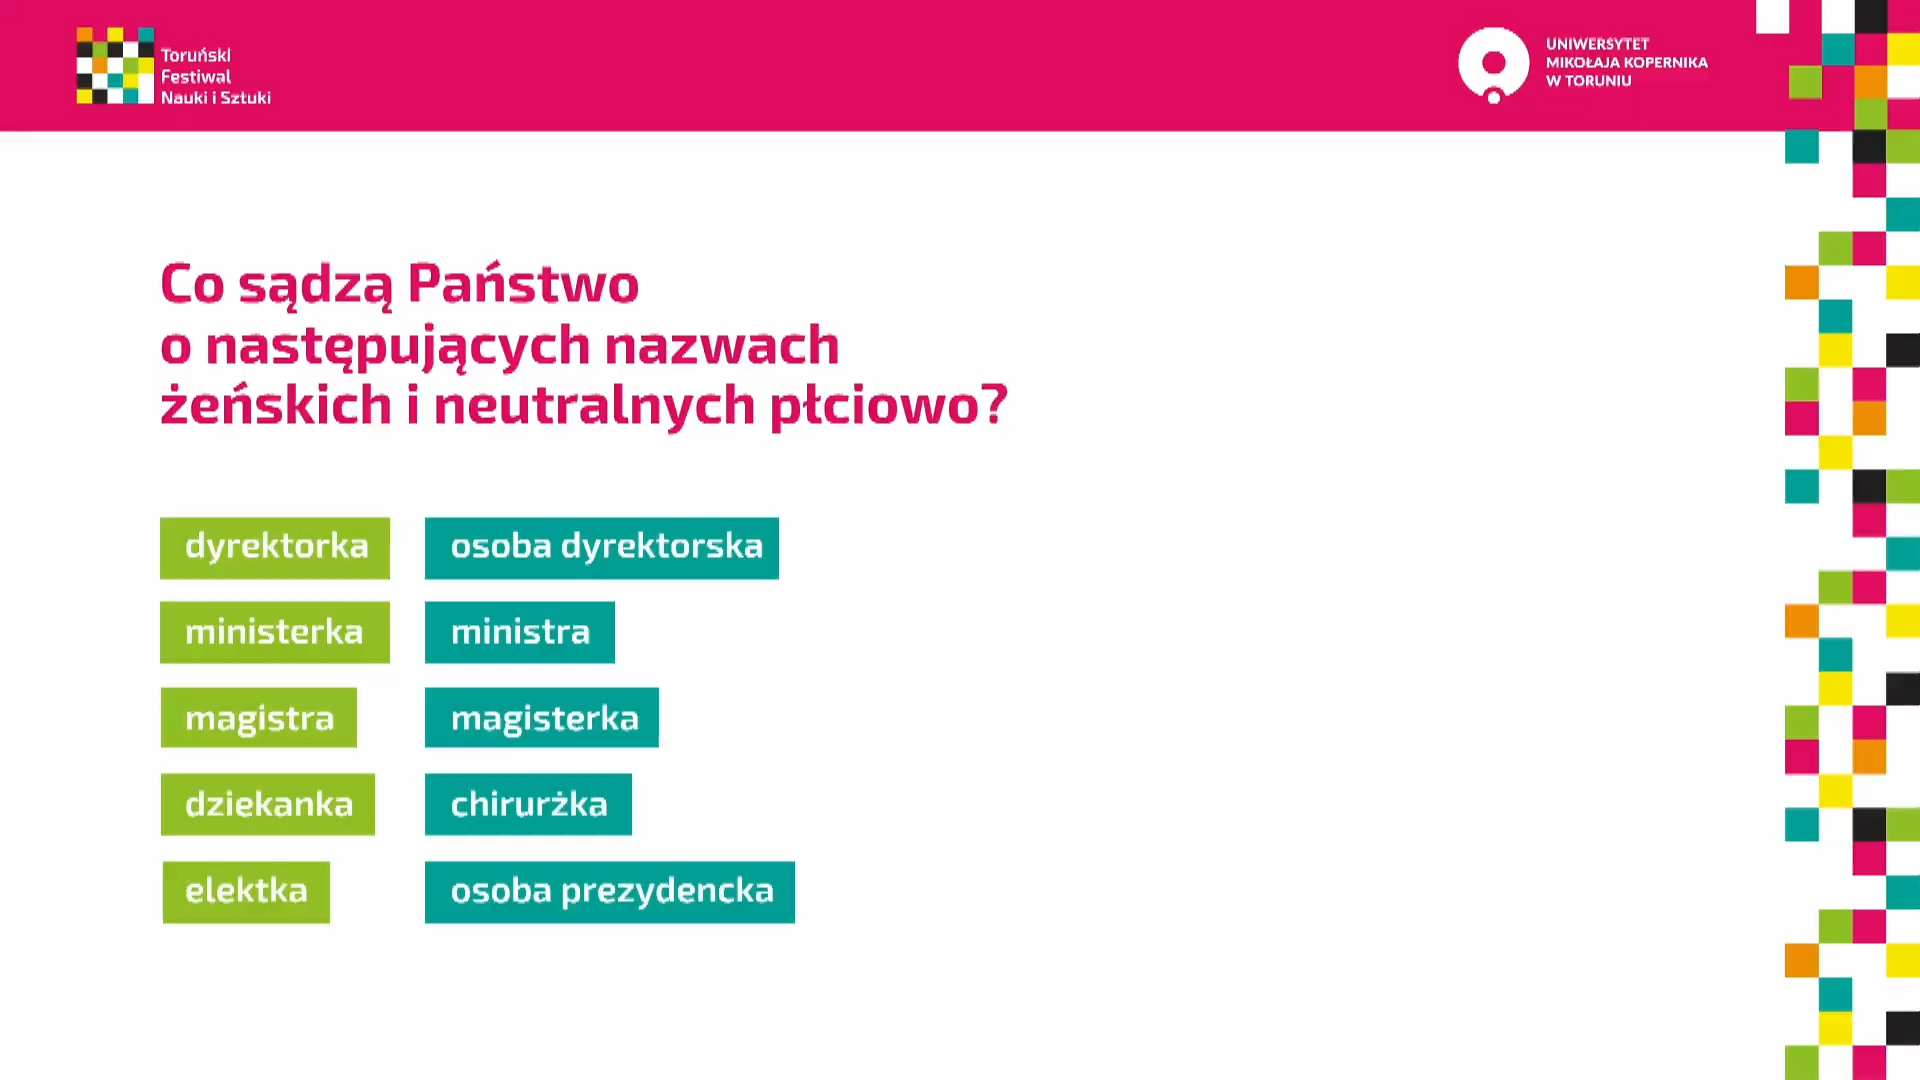 Toruński
Festiwal
Nauki i Sztuki
UNIWERSYTET
MIKOŁAJA KOPERNIKA
W TORUNIU
Co sądzą Państwo
o następujących nazwach
żeńskich i neutralnych płciowo?
dyrektorka osoba dyrektorska
ministerka ministra
magistra magisterka
dziekanka chirurżka
elektka osoba prezydencka